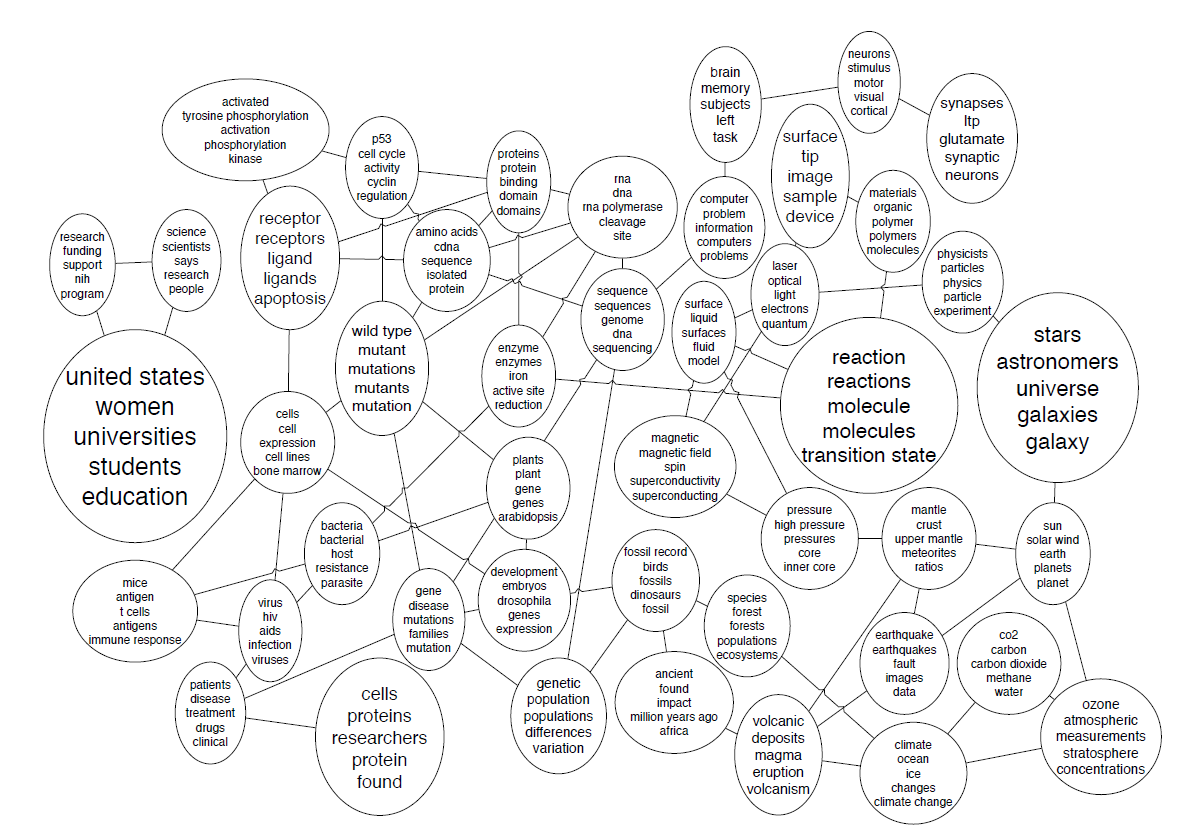 neurons
stimulus
motor
visual
cortical
brain
memory
subjects
left
task
synapses
ltp
glutamate
synaptic
neurons
activated
tyrosine phosphorylation
activation
phosphorylation
kinase
p53
cell cycle
activity
cyclin
regulation
proteins
protein
binding
domain
domains
rna
dna
rna polymerase
cleavage
site
surface
tip
image
sample
device
computer
problem
information
computers
problems
materials
organic
polymer
polymers
molecules
research
funding
support
nih
program
science
scientists
says
research
people
receptor
receptors
ligand
ligands
apoptosis
amino acids
cdna
sequence
isolated
protein
physicists
particles
physics
particle
experiment
laser
optical
light
electrons
quantum
sequence
sequences
genome
dna
sequencing
surface
liquid
surfaces
fluid
model
wild type
mutant
mutations
mutants
mutation
enzyme
enzymes
iron
active site
reduction
united states
women
universities
students
education
reaction
reactions
molecule
molecules
transition state
stars
astronomers
universe
galaxies
galaxy
cells
cell
expression
cell lines
bone marrow
magnetic
magnetic field
spin
superconductivity
superconducting
plants
plant
gene
genes
arabidopsis
pressure
high pressure
pressures
core
inner core
mantle
crust
upper mantle
meteorites
ratios
sun
solar wind
earth
planets
planet
bacteria
bacterial
host
resistance
parasite
fossil record
birds
fossils
dinosaurs
fossil
development
embryos
drosophila
genes
expression
mice
antigen
t cells
antigens
immune response
virus
hiv
aids
infection
viruses
gene
disease
mutations
families
mutation
species
forest
forests
populations
ecosystems
earthquake
earthquakes
fault
images
data
co2
carbon
carbon dioxide
methane
water
patients
disease
treatment
drugs
clinical
cells
proteins
researchers
protein
found
genetic
population
populations
differences
variation
ancient
found
impact
million years ago
africa
volcanic
deposits
magma
eruption
volcanism
climate
ocean
ice
changes
climate change
ozone
atmospheric
measurements
stratosphere
concentrations